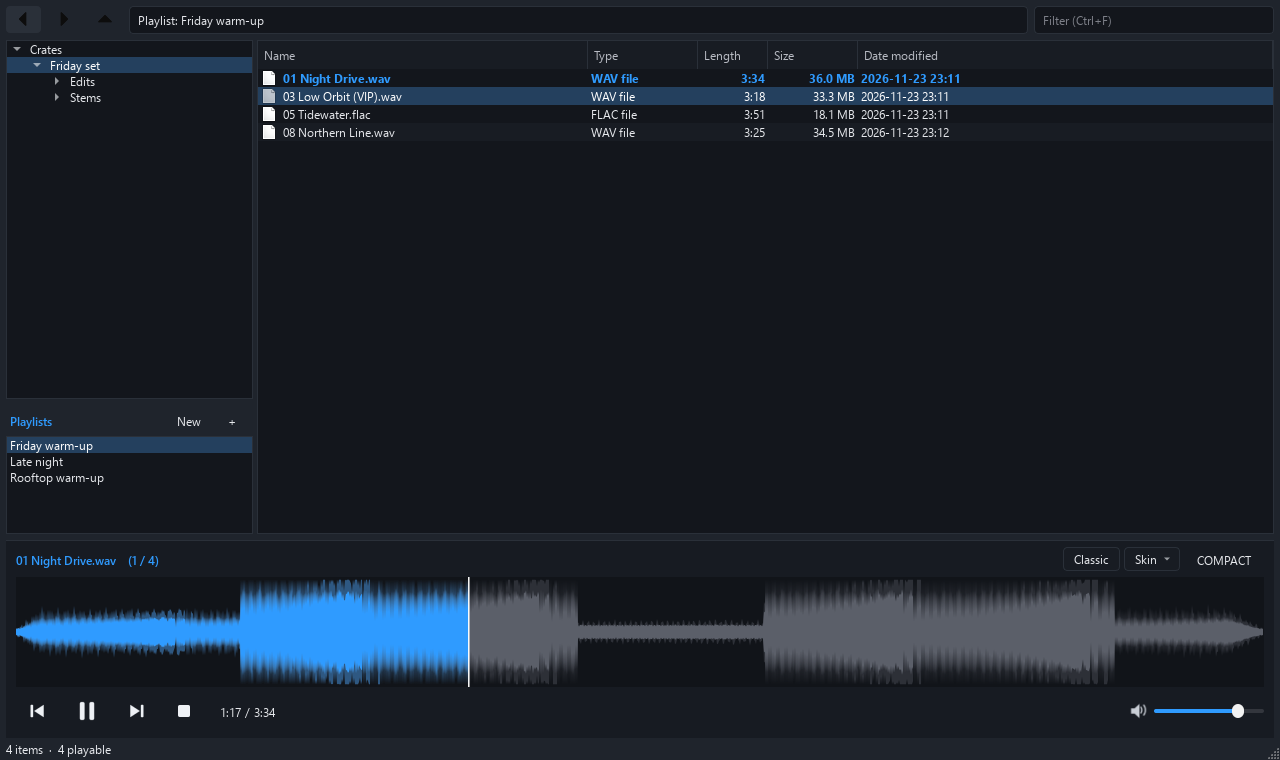 Playlist: Friday warm-up
Filter (Ctrl+F)
Crates
Friday set
Edits
Stems
Name Type Length Size Date modified
01 Night Drive.wav WAV file 3:34 36.0 MB 2026-11-23 23:11
03 Low Orbit (VIP).wav WAV file 3:18 33.3 MB 2026-11-23 23:11
05 Tidewater.flac FLAC file 3:51 18.1 MB 2026-11-23 23:11
08 Northern Line.wav WAV file 3:25 34.5 MB 2026-11-23 23:12
Playlists New +
Friday warm-up
Late night
Rooftop warm-up
01 Night Drive.wav (1 / 4)
Classic Skin COMPACT
1:17 / 3:34
4 items · 4 playable